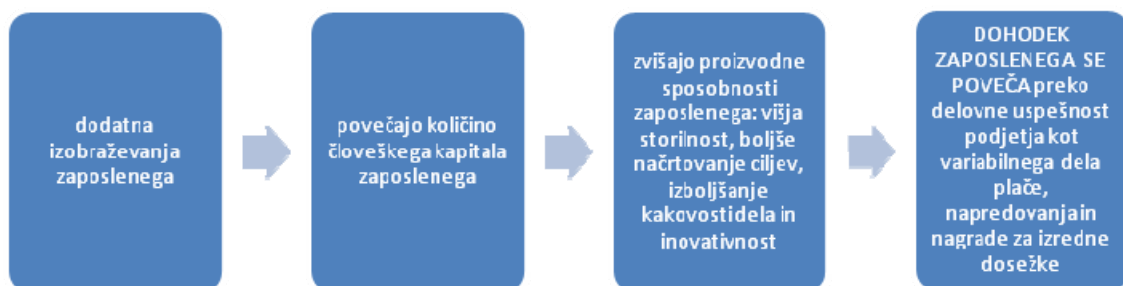 dodatna
izobraževanja
zaposlenega
povečajo količino
človeškega kapitala
zaposlenega
zvišajo proizvodne
sposobnosti
zaposlenega: višja
storilnost, boljše
načrtovanje ciljev,
izboljšanje
kakovosti dela in
inovativnost
DOHODEK
ZAPOSLENEGA SE
POVEČA preko
delovne uspešnost
podjetja kot
variabilnega dela
plače,
napredovanja in
nagrade za izredne
dosežke